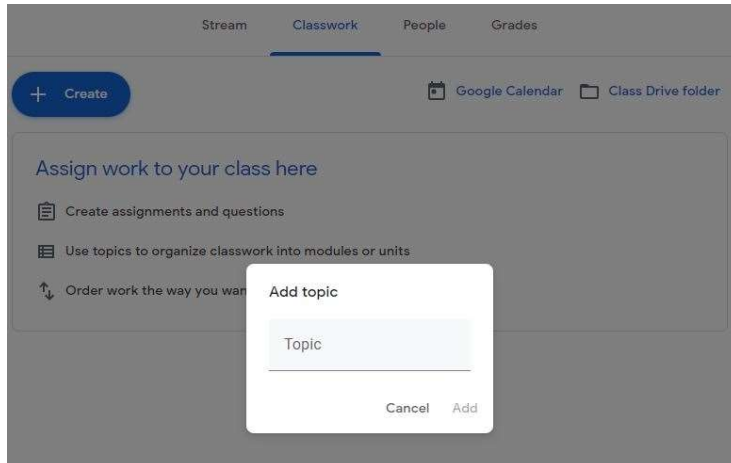 Stream Classwork People Grades
+ Create Google Calendar Class Drive folder
Assign work to your class here
Create assignments and questions
Use topics to organize classwork into modules or units
Order work the way you wan
Add topic
Topic
Cancel Add